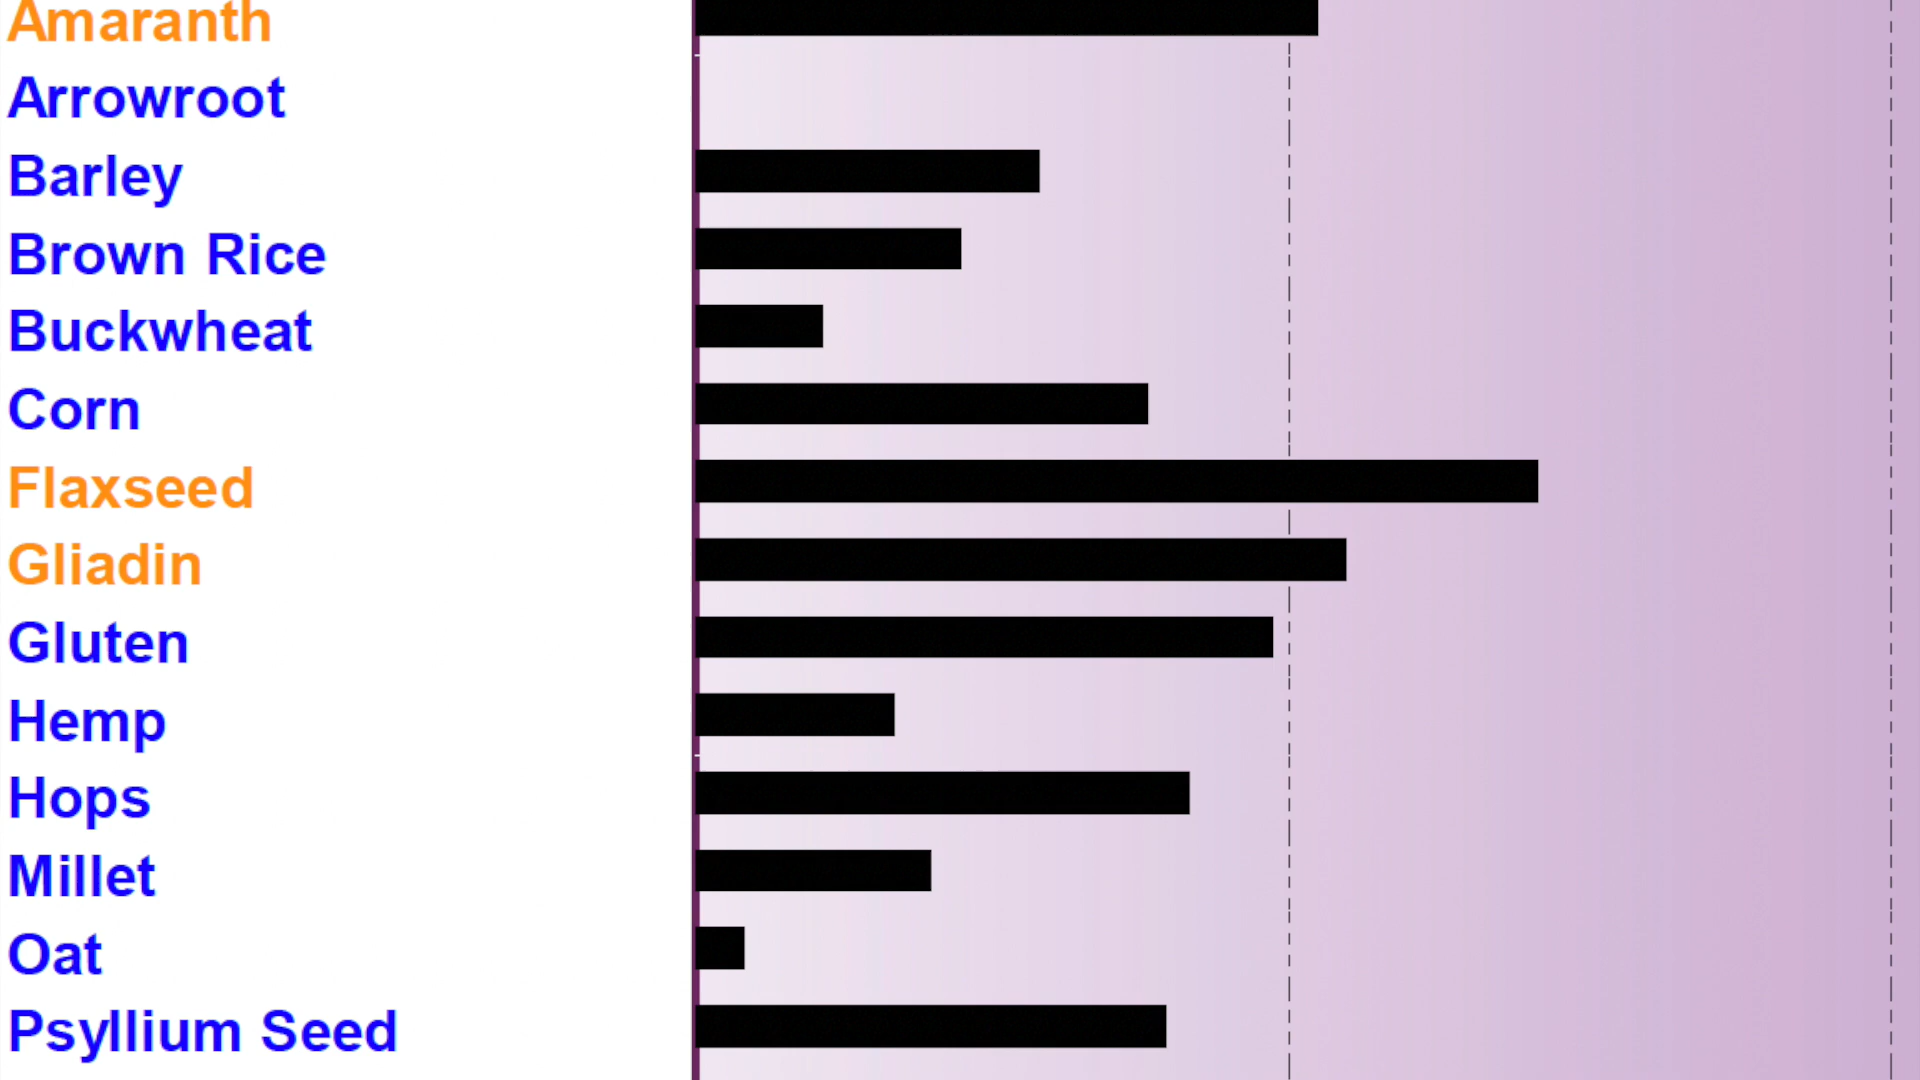 Amaranth
Arrowroot
Barley
Brown Rice
Buckwheat
Corn
Flaxseed
Gliadin
Gluten
Hemp
Hops
Millet
Oat
Psyllium Seed